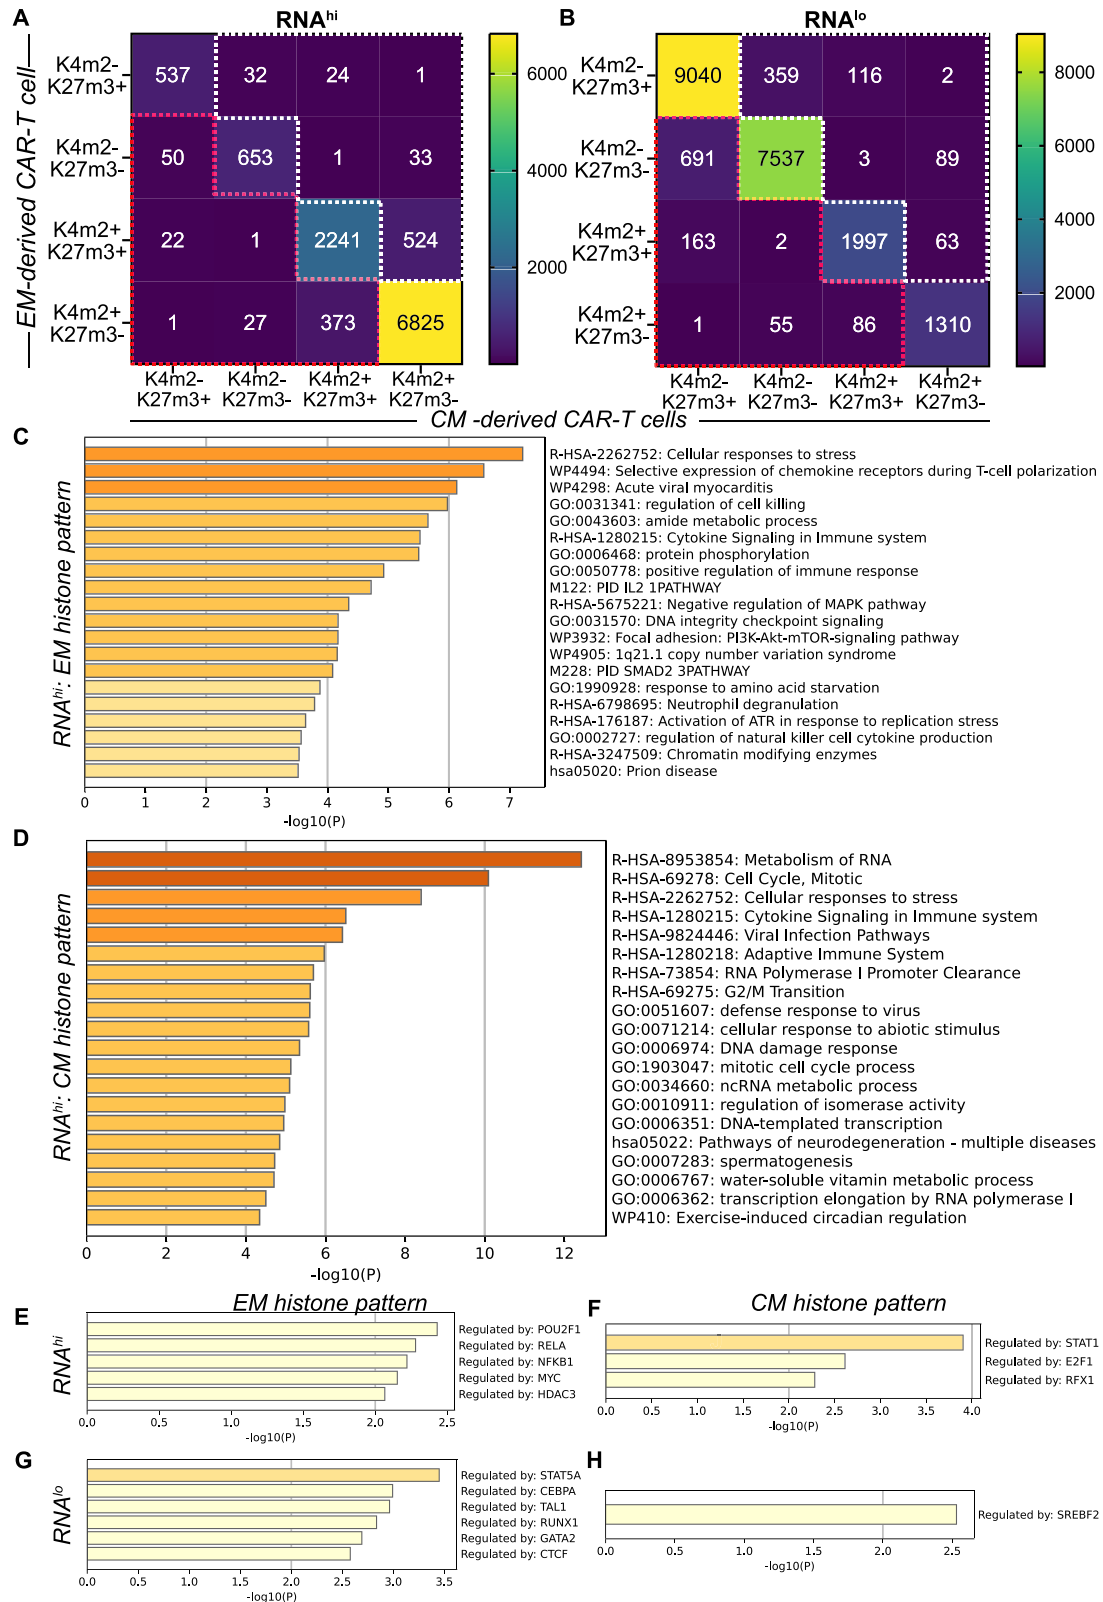 A
RNAhi
B
RNAlo
EM-derived CAR-T cell
K4m2-
K27m3+
537 32 24 1
K4m2-
K27m3-
50 653 1 33
K4m2+
K27m3+
22 1 2241 524
K4m2+
K27m3-
1 27 373 6825
K4m2- K4m2- K4m2+ K4m2+
K27m3+ K27m3- K27m3+ K27m3-
6000
4000
2000
K4m2-
K27m3+
9040 359 116 2
K4m2-
K27m3-
691 7537 3 89
K4m2+
K27m3+
163 2 1997 63
K4m2+
K27m3-
1 55 86 1310
K4m2- K4m2- K4m2+ K4m2+
K27m3+ K27m3- K27m3+ K27m3-
8000
6000
4000
2000
CM -derived CAR-T cells
C
RNAhi: EM histone pattern
R-HSA-2262752: Cellular responses to stress
WP4494: Selective expression of chemokine receptors during T-cell polarization
WP4298: Acute viral myocarditis
GO:0031341: regulation of cell killing
GO:0043603: amide metabolic process
R-HSA-1280215: Cytokine Signaling in Immune system
GO:0006468: protein phosphorylation
GO:0050778: positive regulation of immune response
M122: PID IL2 1PATHWAY
R-HSA-5675221: Negative regulation of MAPK pathway
GO:0031570: DNA integrity checkpoint signaling
WP3932: Focal adhesion: PI3K-Akt-mTOR-signaling pathway
WP4905: 1q21.1 copy number variation syndrome
M228: PID SMAD2 3PATHWAY
GO:1990928: response to amino acid starvation
R-HSA-6798695: Neutrophil degranulation
R-HSA-176187: Activation of ATR in response to replication stress
GO:0002727: regulation of natural killer cell cytokine production
R-HSA-3247509: Chromatin modifying enzymes
hsa05020: Prion disease
0 1 2 3 4 5 6 7
-log10(P)
D
RNAhi: CM histone pattern
R-HSA-8953854: Metabolism of RNA
R-HSA-69278: Cell Cycle, Mitotic
R-HSA-2262752: Cellular responses to stress
R-HSA-1280215: Cytokine Signaling in Immune system
R-HSA-9824446: Viral Infection Pathways
R-HSA-1280218: Adaptive Immune System
R-HSA-73854: RNA Polymerase I Promoter Clearance
R-HSA-69275: G2/M Transition
GO:0051607: defense response to virus
GO:0071214: cellular response to abiotic stimulus
GO:0006974: DNA damage response
GO:1903047: mitotic cell cycle process
GO:0034660: ncRNA metabolic process
GO:0010911: regulation of isomerase activity
GO:0006351: DNA-templated transcription
hsa05022: Pathways of neurodegeneration - multiple diseases
GO:0007283: spermatogenesis
GO:0006767: water-soluble vitamin metabolic process
GO:0006362: transcription elongation by RNA polymerase I
WP410: Exercise-induced circadian regulation
0 2 4 6 8 10 12
-log10(P)
E
EM histone pattern
RNAhi
Regulated by: POU2F1
Regulated by: RELA
Regulated by: NFKB1
Regulated by: MYC
Regulated by: HDAC3
0.0 0.5 1.0 1.5 2.0 2.5
-log10(P)
F
CM histone pattern
Regulated by: STAT1
Regulated by: E2F1
Regulated by: RFX1
0.0 0.5 1.0 1.5 2.0 2.5 3.0 3.5 4.0
-log10(P)
G
RNAlo
Regulated by: STAT5A
Regulated by: CEBPA
Regulated by: TAL1
Regulated by: RUNX1
Regulated by: GATA2
Regulated by: CTCF
0.0 0.5 1.0 1.5 2.0 2.5 3.0 3.5
-log10(P)
H
Regulated by: SREBF2
0.0 0.5 1.0 1.5 2.0 2.5
-log10(P)